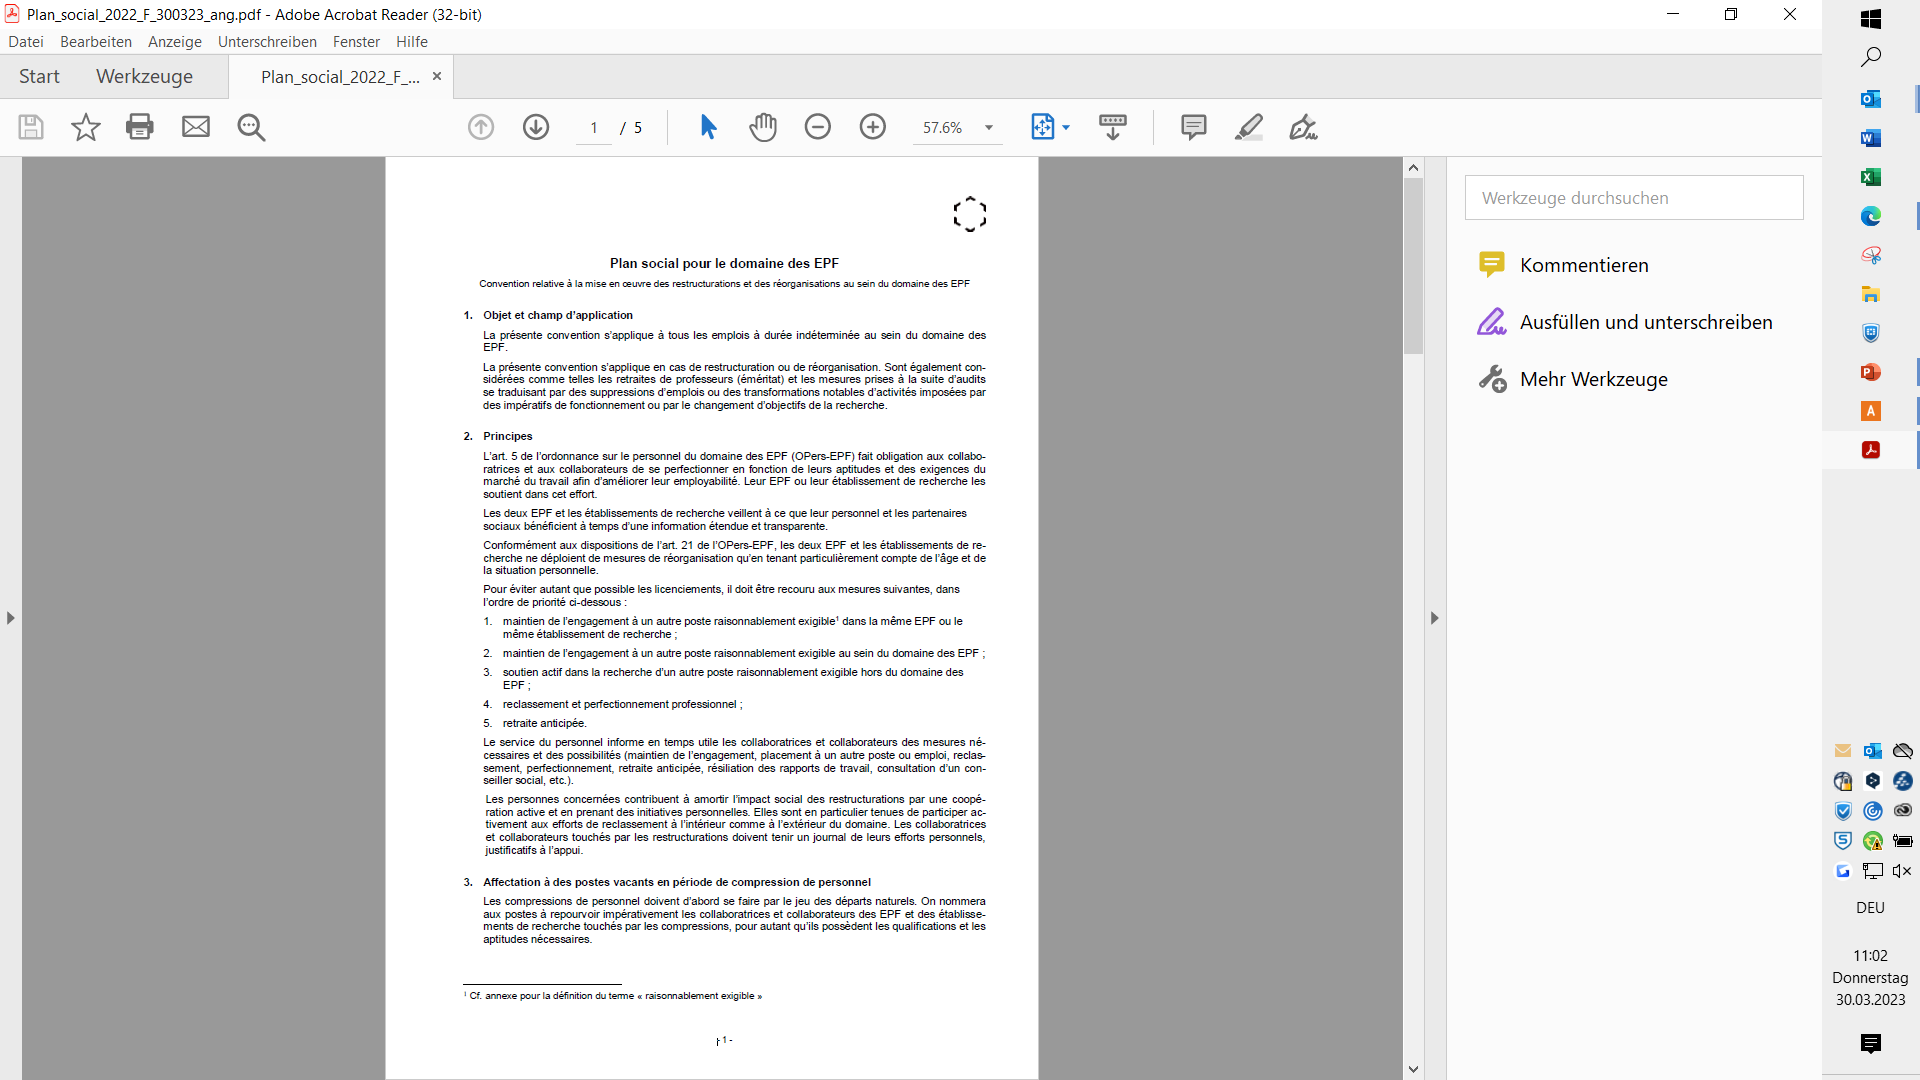 Plan_social_2022_F_300323_ang.pdf - Adobe Acrobat Reader (32-bit)
Datei Bearbeiten Anzeige Unterschreiben Fenster Hilfe
Start Werkzeuge Plan_social_2022_F_...
1 / 5 57.6%
Plan social pour le domaine des EPF
Convention relative à la mise en œuvre des restructurations et des réorganisations au sein du domaine des EPF
1. Objet et champ d'application
La présente convention s'applique à tous les emplois à durée indéterminée au sein du domaine des
EPF.
La présente convention s'applique en cas de restructuration ou de réorganisation. Sont également con-
sidérées comme telles les retraites de professeurs (éméritat) et les mesures prises à la suite d'audits
se traduisant par des suppressions d'emplois ou des transformations notables d'activités imposées par
des impératifs de fonctionnement ou par le changement d'objectifs de la recherche.
2. Principes
L'art. 5 de l'ordonnance sur le personnel du domaine des EPF (OPers-EPF) fait obligation aux collabo-
ratrices et aux collaborateurs de se perfectionner en fonction de leurs aptitudes et des exigences du
marché du travail afin d'améliorer leur employabilité. Leur EPF ou leur établissement de recherche les
soutient dans cet effort.
Les deux EPF et les établissements de recherche veillent à ce que leur personnel et les partenaires
sociaux bénéficient à temps d'une information étendue et transparente.
Conformément aux dispositions de l'art. 21 de l'OPers-EPF, les deux EPF et les établissements de re-
cherche ne déploient de mesures de réorganisation qu'en tenant particulièrement compte de l'âge et de
la situation personnelle.
Pour éviter autant que possible les licenciements, il doit être recouru aux mesures suivantes, dans
l'ordre de priorité ci-dessous :
1. maintien de l'engagement à un autre poste raisonnablement exigible¹ dans la même EPF ou le
même établissement de recherche ;
2. maintien de l'engagement à un autre poste raisonnablement exigible au sein du domaine des EPF ;
3. soutien actif dans la recherche d'un autre poste raisonnablement exigible hors du domaine des
EPF ;
4. reclassement et perfectionnement professionnel ;
5. retraite anticipée.
Le service du personnel informe en temps utile les collaboratrices et collaborateurs des mesures né-
cessaires et des possibilités (maintien de l'engagement, placement à un autre poste ou emploi, reclas-
sement, perfectionnement, retraite anticipée, résiliation des rapports de travail, consultation d'un con-
seiller social, etc.).
Les personnes concernées contribuent à amortir l'impact social des restructurations par une coopé-
ration active et en prenant des initiatives personnelles. Elles sont en particulier tenues de participer ac-
tivement aux efforts de reclassement à l'intérieur comme à l'extérieur du domaine. Les collaboratrices
et collaborateurs touchés par les restructurations doivent tenir un journal de leurs efforts personnels,
justificatifs à l'appui.
3. Affectation à des postes vacants en période de compression de personnel
Les compressions de personnel doivent d'abord se faire par le jeu des départs naturels. On nommera
aux postes à repourvoir impérativement les collaboratrices et collaborateurs des EPF et des établisse-
ments de recherche touchés par les compressions, pour autant qu'ils possèdent les qualifications et les
aptitudes nécessaires.
¹ Cf. annexe pour la définition du terme « raisonnablement exigible »
- 1 -
Werkzeuge durchsuchen
Kommentieren
Ausfüllen und unterschreiben
Mehr Werkzeuge
DEU
11:02
Donnerstag
30.03.2023